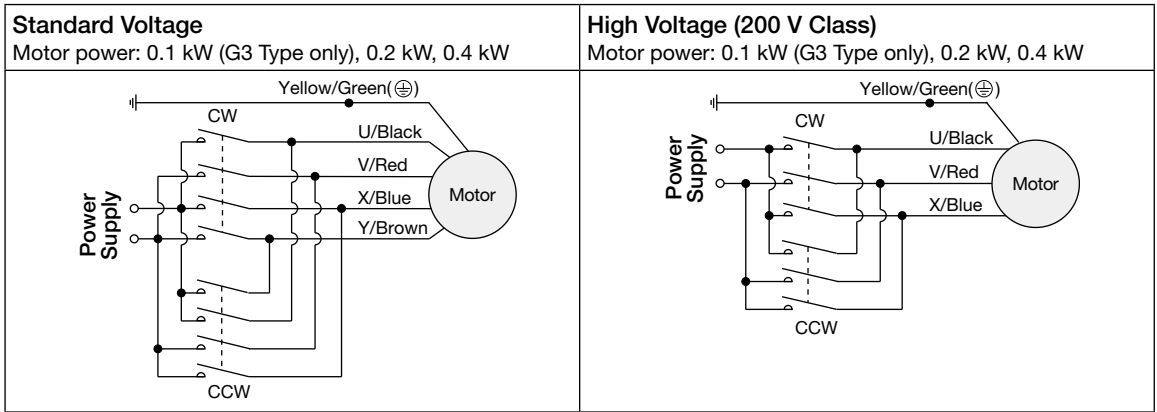 Standard Voltage
Motor power: 0.1 kW (G3 Type only), 0.2 kW, 0.4 kW
Yellow/Green(⏚)
CW
U/Black
V/Red
X/Blue
Y/Brown
Motor
Power
Supply
CCW
High Voltage (200 V Class)
Motor power: 0.1 kW (G3 Type only), 0.2 kW, 0.4 kW
Yellow/Green(⏚)
CW
U/Black
V/Red
X/Blue
Motor
Power
Supply
CCW